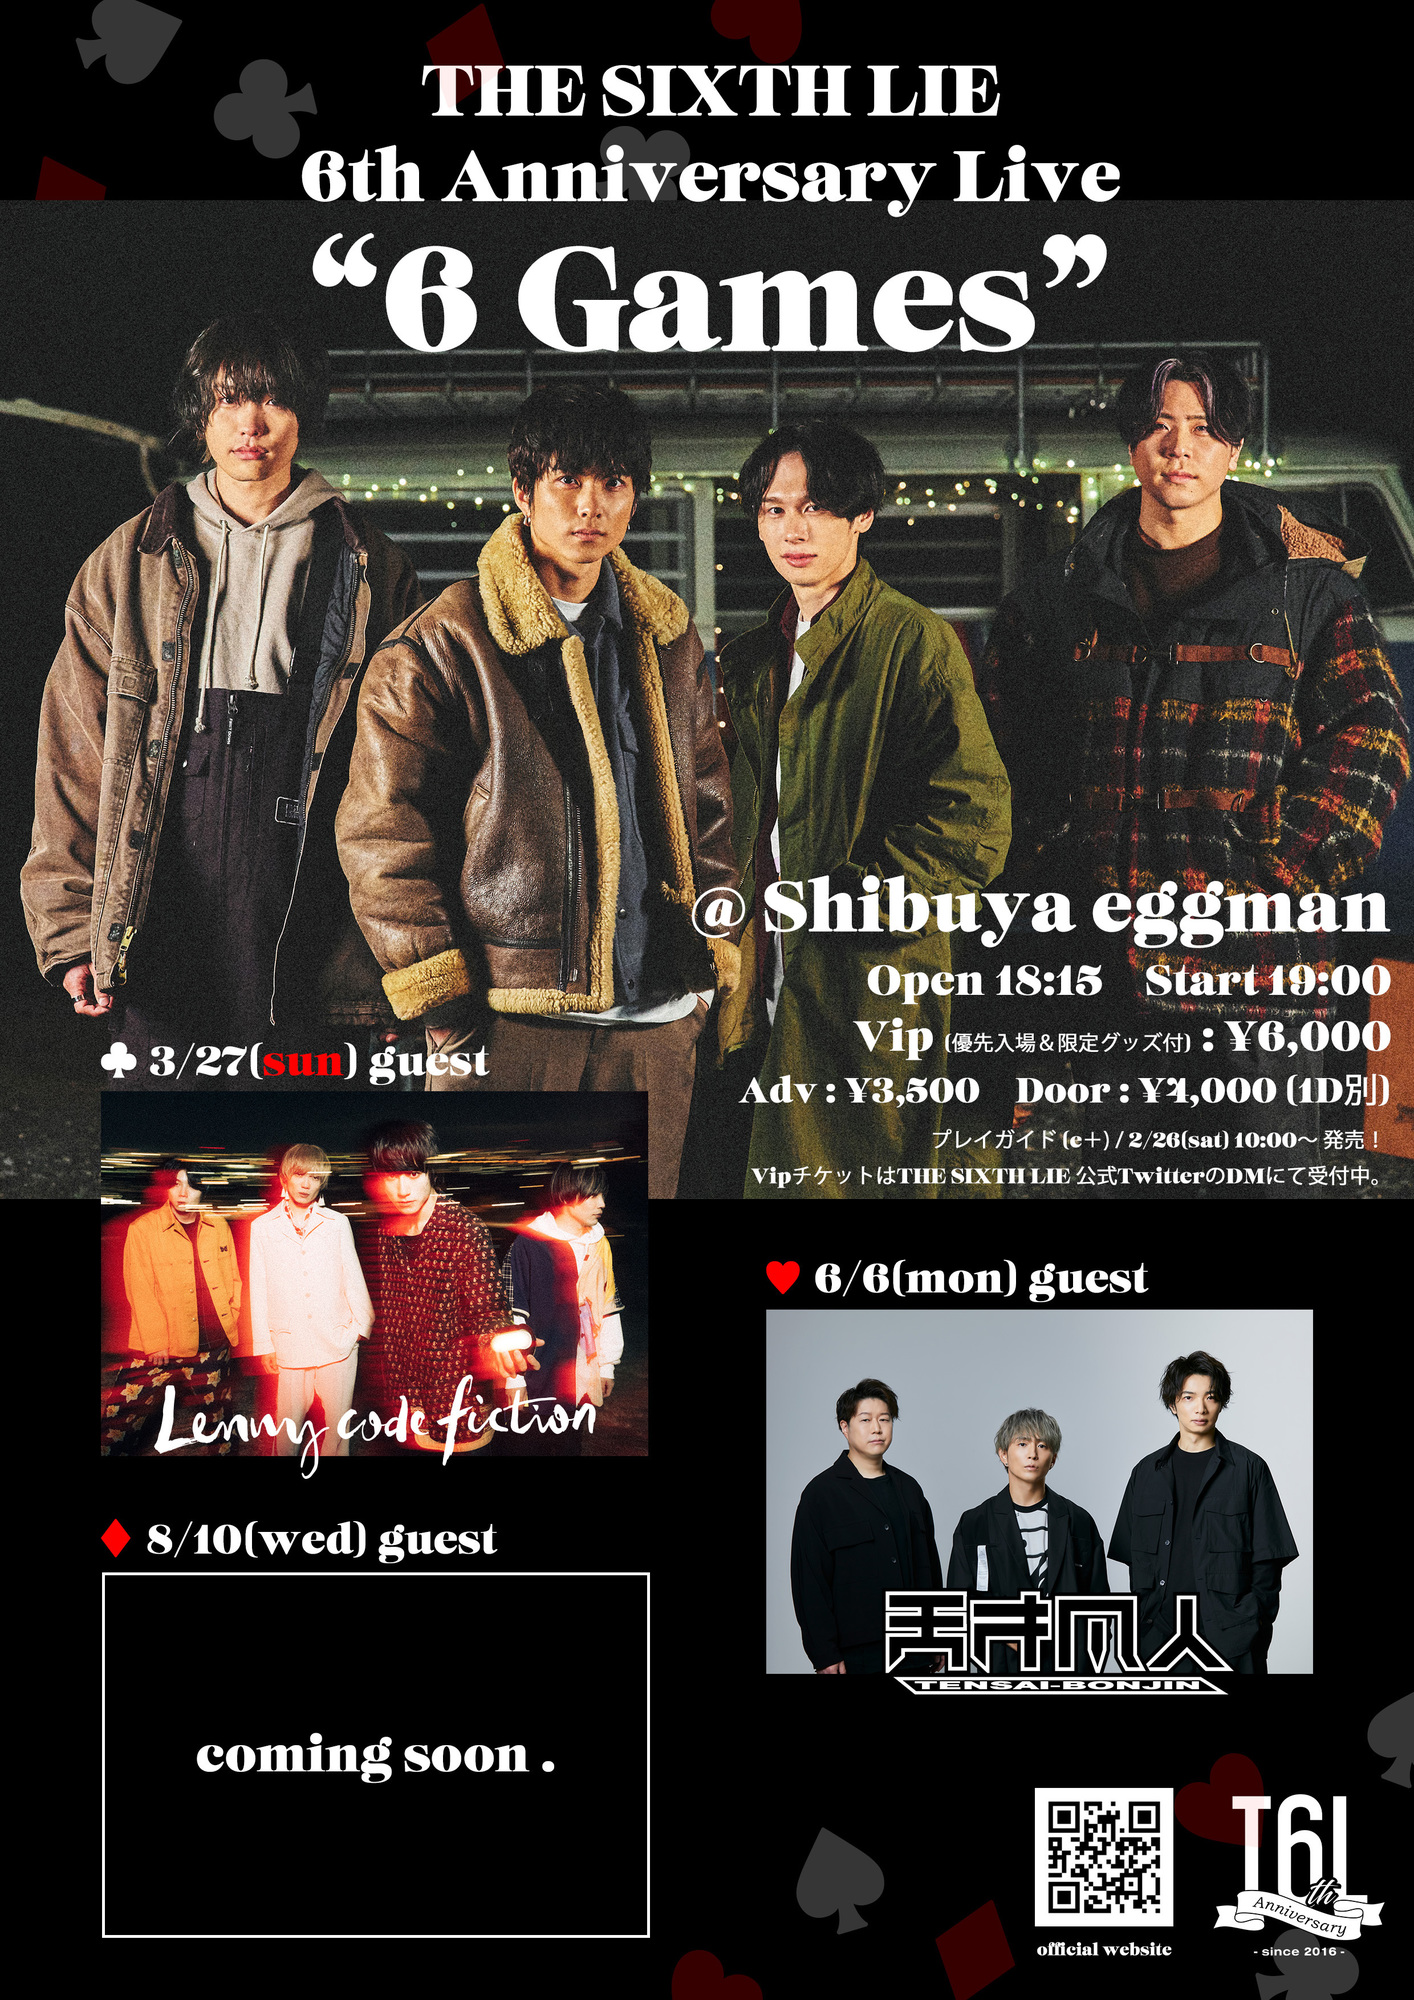 THE SIXTH LIE
6th Anniversary Live
“6 Games”
@ Shibuya eggman
Open 18:15 Start 19:00
Vip (優先入場＆限定グッズ付) : ¥6,000
Adv : ¥3,500 Door : ¥4,000 (1D別)
プレイガイド (e+) / 2/26(sat) 10:00〜 発売！
VipチケットはTHE SIXTH LIE 公式TwitterのDMにて受付中。
♣ 3/27(sun) guest
Lenny code fiction
♥ 6/6(mon) guest
天才凡人
TENSAI-BONJIN
♦ 8/10(wed) guest
coming soon .
official website
T6L
th
Anniversary
- since 2016 -